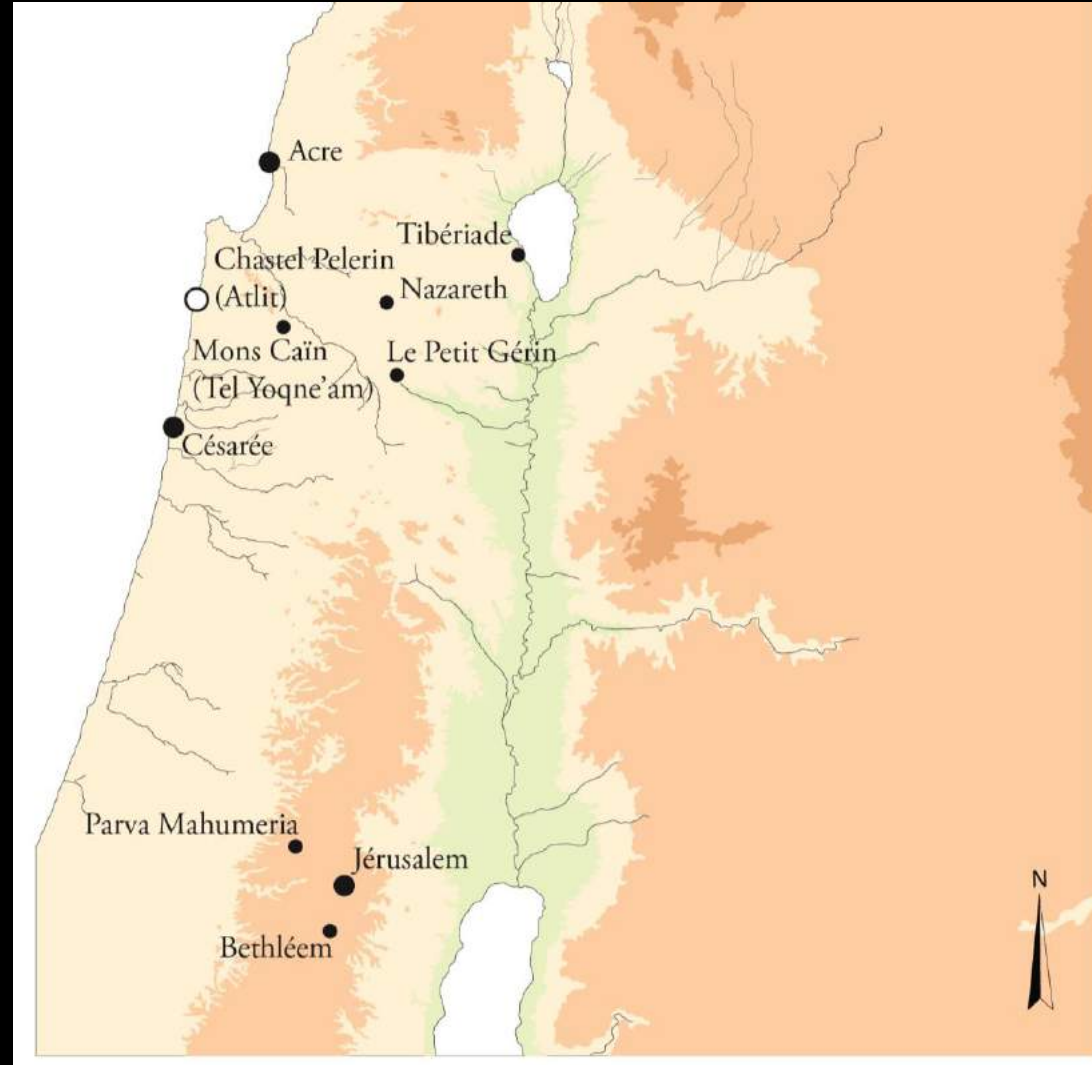 Acre
Tibériade
Chastel Pelerin
(Atlit)
Nazareth
Mons Caïn
(Tel Yoqne'am)
Le Petit Gérin
Césarée
Parva Mahumeria
Jérusalem
Bethléem
N